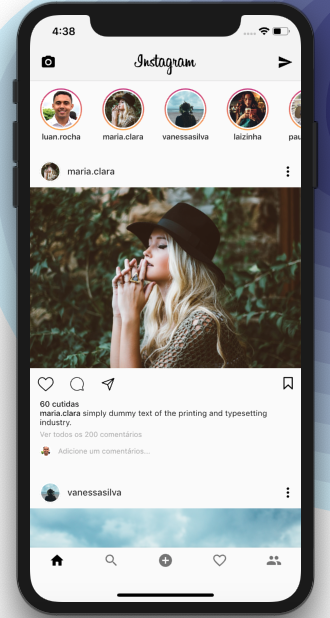 4:38
Instagram
luan.rocha maria.clara vanessasilva laizinha pau
maria.clara
60 cutidas
maria.clara simply dummy text of the printing and typesetting
industry.
Ver todos os 200 comentários
Adicione um comentários...
vanessasilva